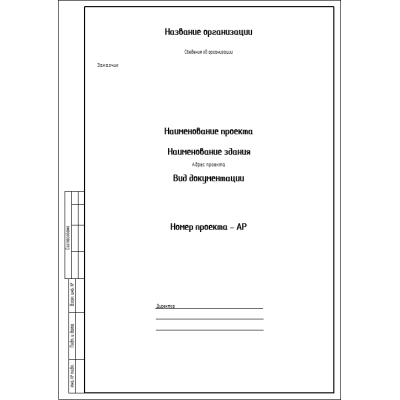 Название организации
Сведения об организации
Заказчик
Наименование проекта
Наименование здания
Адрес проекта
Вид документации
Номер проекта - АР
Директор
Согласовано
Взам. инв. №
Подп. и дата
Инв. № подл.